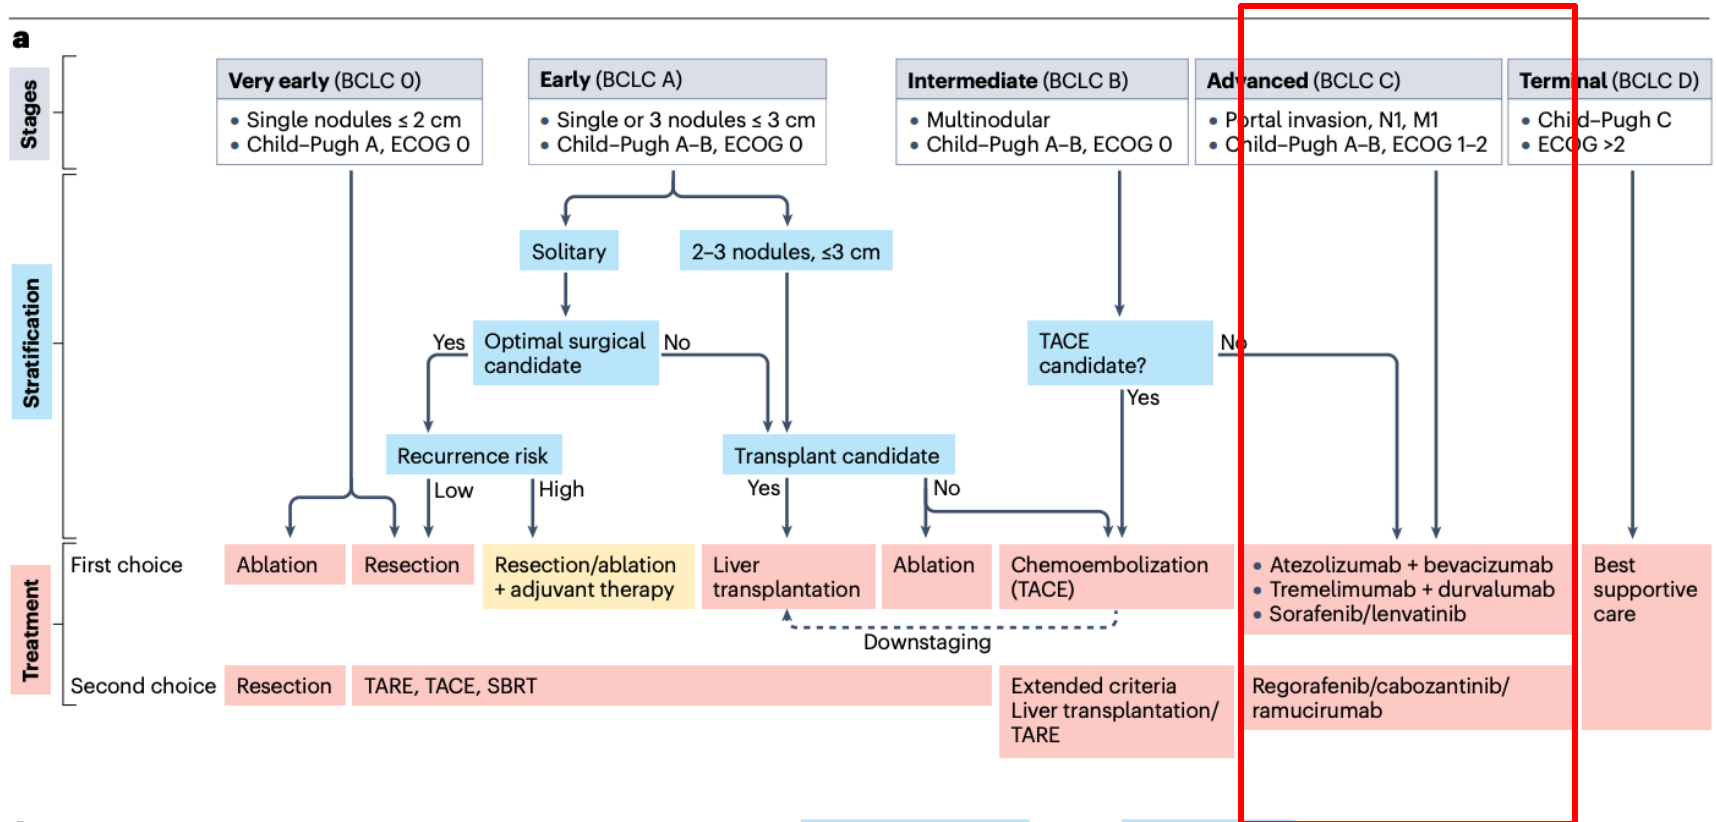 a
Stages
Very early (BCLC 0)
• Single nodules ≤ 2 cm
• Child–Pugh A, ECOG 0
Early (BCLC A)
• Single or 3 nodules ≤ 3 cm
• Child–Pugh A–B, ECOG 0
Intermediate (BCLC B)
• Multinodular
• Child–Pugh A–B, ECOG 0
Advanced (BCLC C)
• Portal invasion, N1, M1
• Child–Pugh A–B, ECOG 1–2
Terminal (BCLC D)
• Child–Pugh C
• ECOG >2
Stratification
Solitary
2–3 nodules, ≤3 cm
Yes
Optimal surgical
candidate
No
TACE
candidate?
No
Yes
Recurrence risk
Low
High
Transplant candidate
Yes
No
Treatment
First choice
Ablation
Resection
Resection/ablation
+ adjuvant therapy
Liver
transplantation
Ablation
Chemoembolization
(TACE)
• Atezolizumab + bevacizumab
• Tremelimumab + durvalumab
• Sorafenib/lenvatinib
Best
supportive
care
Downstaging
Second choice
Resection
TARE, TACE, SBRT
Extended criteria
Liver transplantation/
TARE
Regorafenib/cabozantinib/
ramucirumab